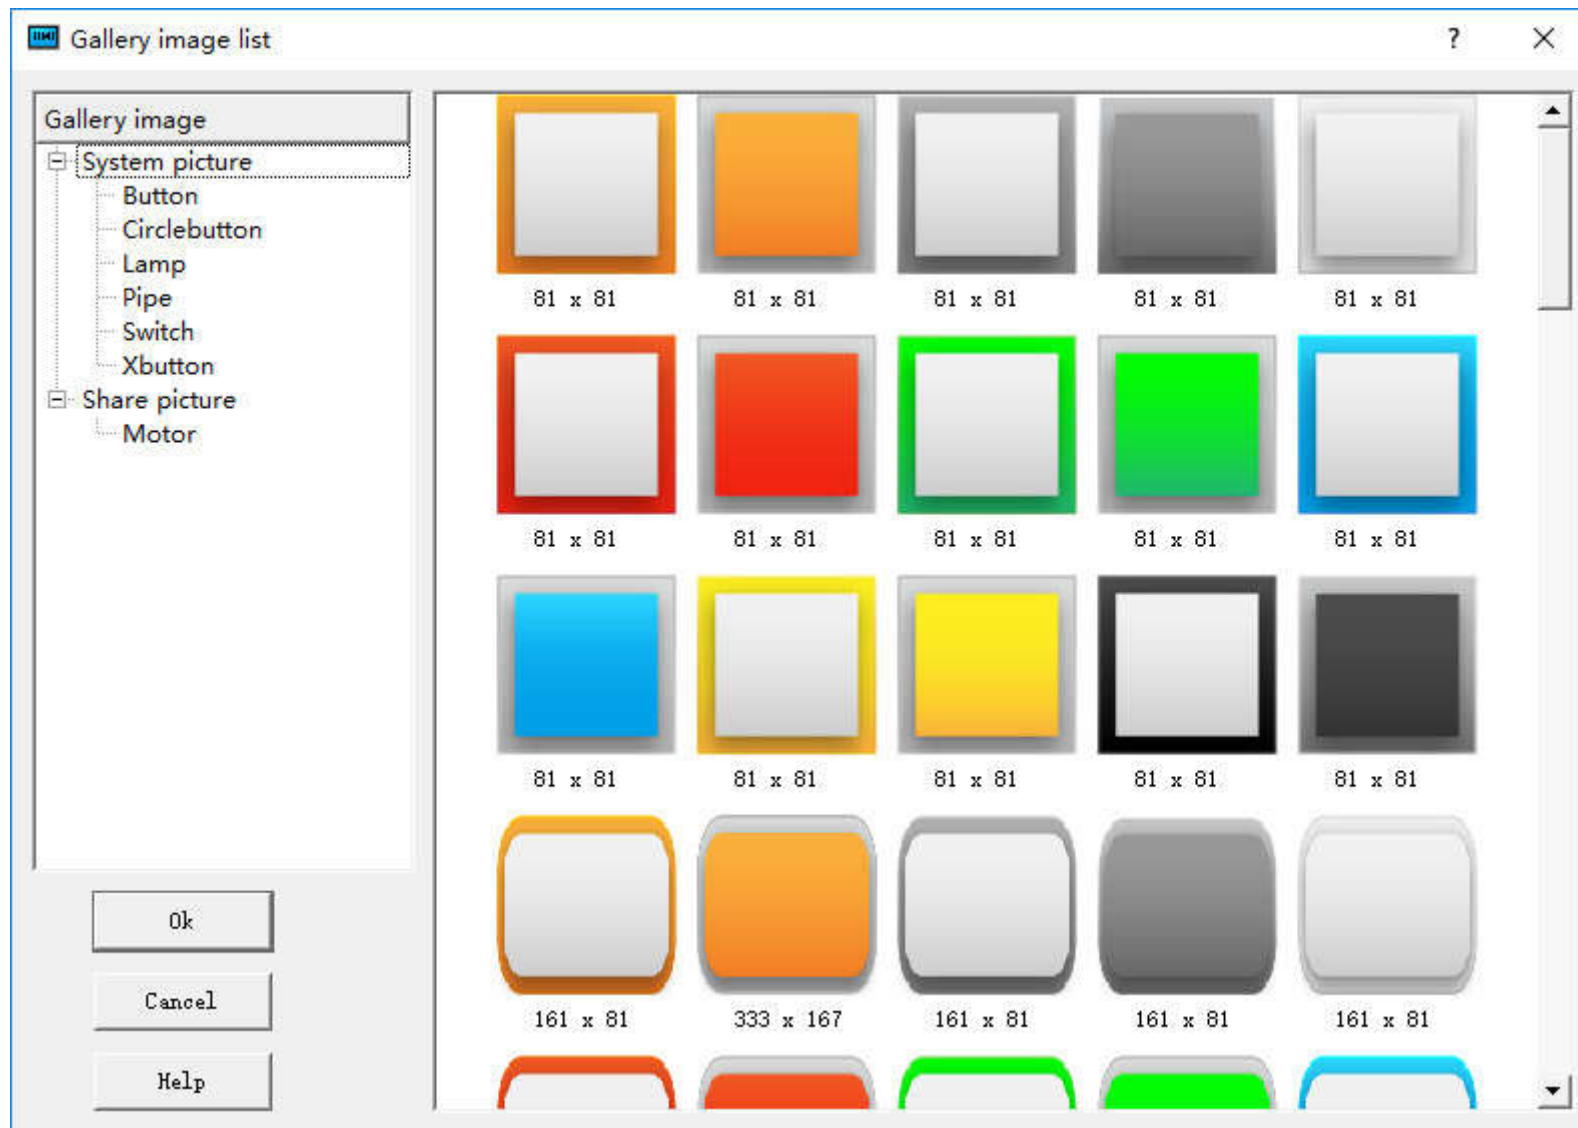 Gallery image list
?
Gallery image
System picture
Button
Circlebutton
Lamp
Pipe
Switch
Xbutton
Share picture
Motor
Ok
Cancel
Help
81 x 81 81 x 81 81 x 81 81 x 81 81 x 81
81 x 81 81 x 81 81 x 81 81 x 81 81 x 81
81 x 81 81 x 81 81 x 81 81 x 81 81 x 81
161 x 81 333 x 167 161 x 81 161 x 81 161 x 81